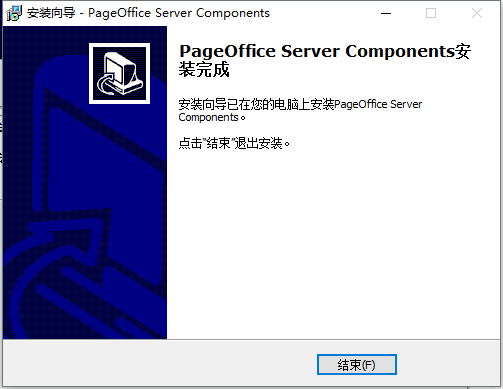 安装向导 - PageOffice Server Components
PageOffice Server Components安
装完成
安装向导已在您的电脑上安装PageOffice Server
Components。
点击“结束”退出安装。
结束(F)